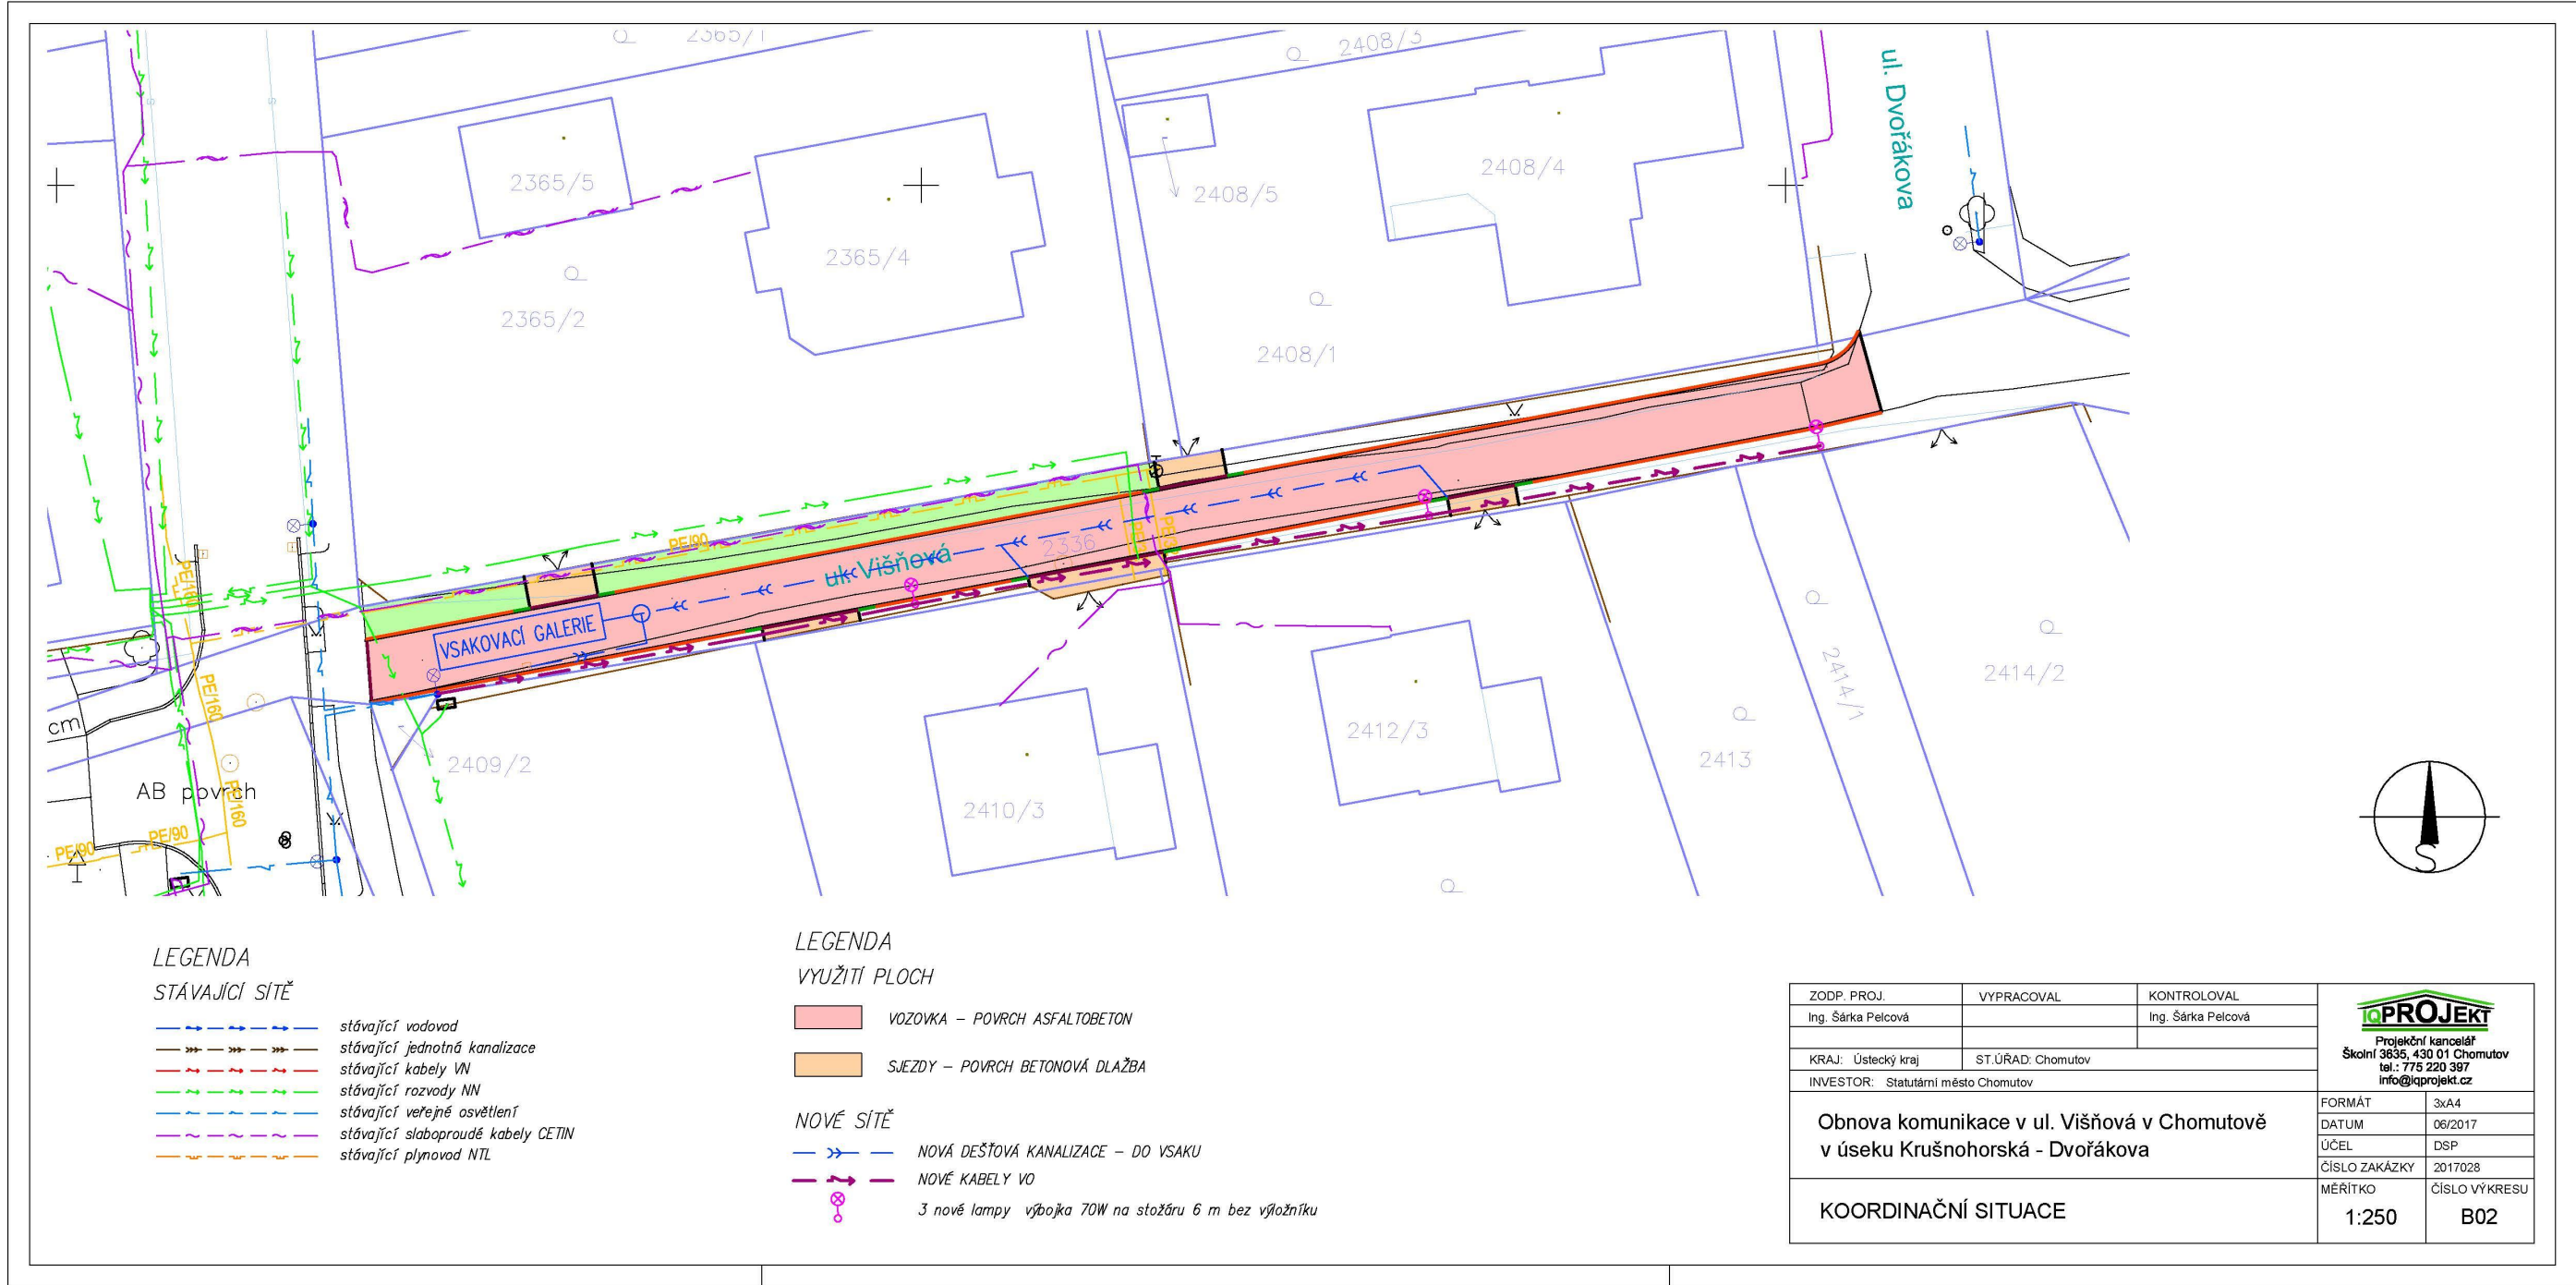 2365/1
2408/3
ul. Dvořákova
2365/5
2408/5
2408/4
2365/4
2365/2
2408/1
PE/90
2336
ul. Višňová
VSAKOVACÍ GALERIE
PE/160
PE/160
PE/160
cm
AB povrch
PE/90
PE/90
2409/2
2410/3
2412/3
2413
2414/1
2414/2
S
LEGENDA
STÁVAJÍCÍ SÍTĚ
stávající vodovod
stávající jednotná kanalizace
stávající kabely VN
stávající rozvody NN
stávající veřejné osvětlení
stávající slaboproudé kabely CETIN
stávající plynovod NTL
LEGENDA
VYUŽITÍ PLOCH
VOZOVKA – POVRCH ASFALTOBETON
SJEZDY – POVRCH BETONOVÁ DLAŽBA
NOVÉ SÍTĚ
NOVÁ DEŠŤOVÁ KANALIZACE – DO VSAKU
NOVÉ KABELY VO
3 nové lampy výbojka 70W na stožáru 6 m bez výložníku
ZODP. PROJ.
VYPRACOVAL
KONTROLOVAL
Ing. Šárka Pelcová
Ing. Šárka Pelcová
KRAJ: Ústecký kraj
ST.ÚŘAD: Chomutov
INVESTOR: Statutární město Chomutov
IQPROJEKT
Projekční kancelář
Školní 3635, 430 01 Chomutov
tel.: 775 220 397
info@iqprojekt.cz
Obnova komunikace v ul. Višňová v Chomutově
v úseku Krušnohorská - Dvořákova
FORMÁT 3xA4
DATUM 06/2017
ÚČEL DSP
ČÍSLO ZAKÁZKY 2017028
KOORDINAČNÍ SITUACE
MĚŘÍTKO
1:250
ČÍSLO VÝKRESU
B02